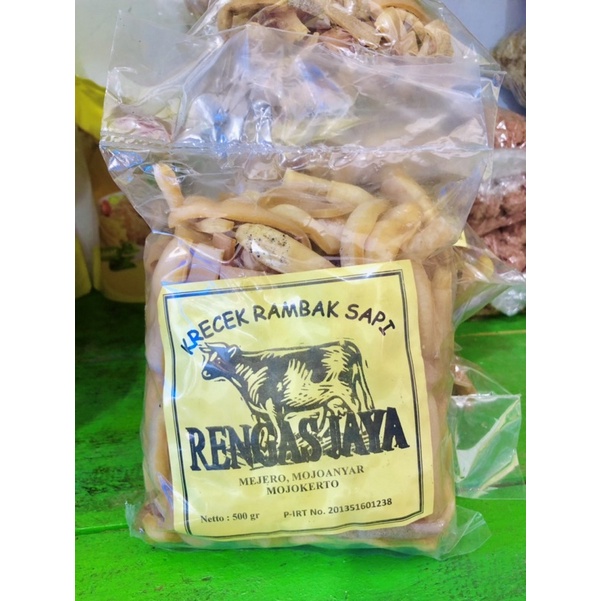 KRECEK RAMBAK SAPI
RENGAS JAYA
MEJERO, MOJOANYAR
MOJOKERTO
Netto : 500 gr P-IRT No. 201351601238